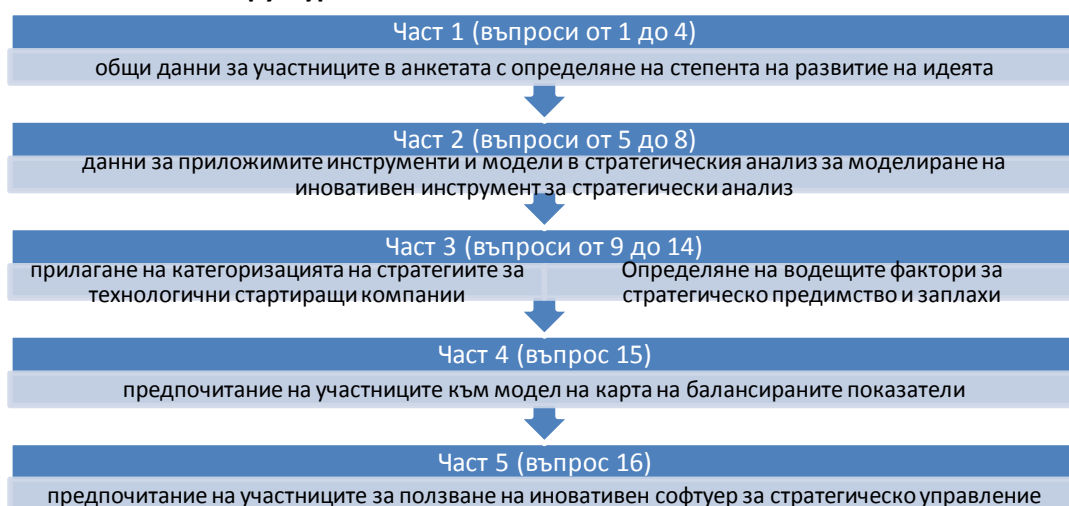 Част 1 (въпроси от 1 до 4)
общи данни за участниците в анкетата с определяне на степента на развитие на идеята
Част 2 (въпроси от 5 до 8)
данни за приложимите инструменти и модели в стратегическия анализ за моделиране на
иновативен инструмент за стратегически анализ
Част 3 (въпроси от 9 до 14)
прилагане на категоризацията на стратегиите за
технологични стартиращи компании
Определяне на водещите фактори за
стратегическо предимство и заплахи
Част 4 (въпрос 15)
предпочитание на участниците към модел на карта на балансираните показатели
Част 5 (въпрос 16)
предпочитание на участниците за ползване на иновативен софтуер за стратегическо управление